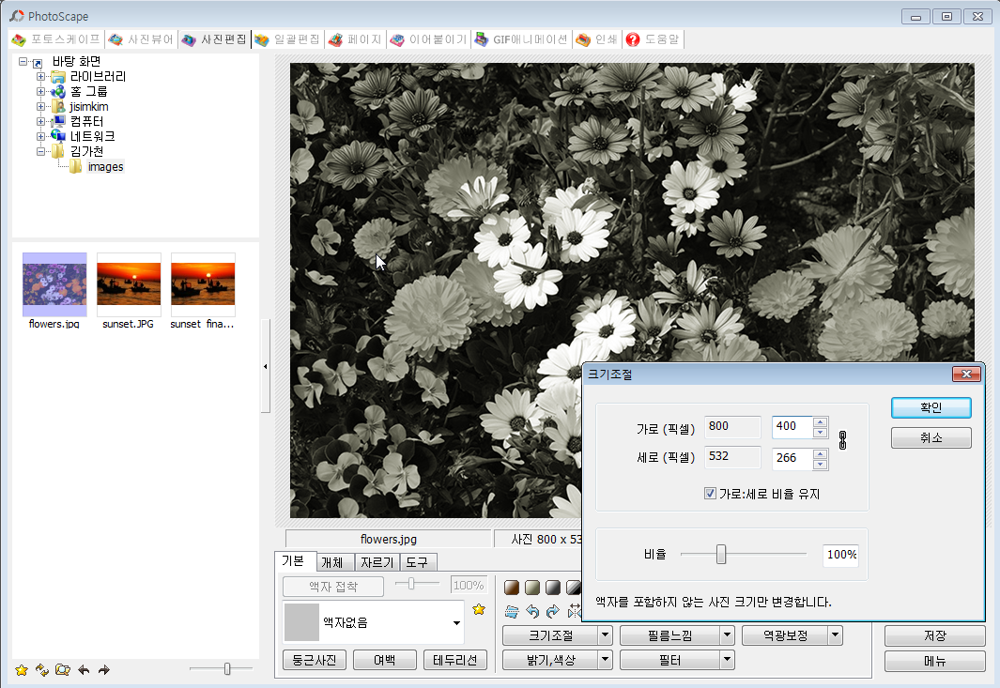 PhotoScape
포토스케이프 사진뷰어 사진편집 일괄편집 페이지 이어붙이기 GIF애니메이션 인쇄 도움말
바탕 화면
라이브러리
홈 그룹
jisimkim
컴퓨터
네트워크
김가천
images
flowers.jpg sunset.JPG sunset_fina...
flowers.jpg 사진 800 x 53
기본 개체 자르기 도구
액자 접착 100%
액자없음
둥근사진 여백 테두리선
크기조절 필름느낌 역광보정
밝기,색상 필터
저장
메뉴
크기조절
가로 (픽셀) 800 400
세로 (픽셀) 532 266
가로:세로 비율 유지
비율 100%
액자를 포함하지 않는 사진 크기만 변경합니다.
확인
취소